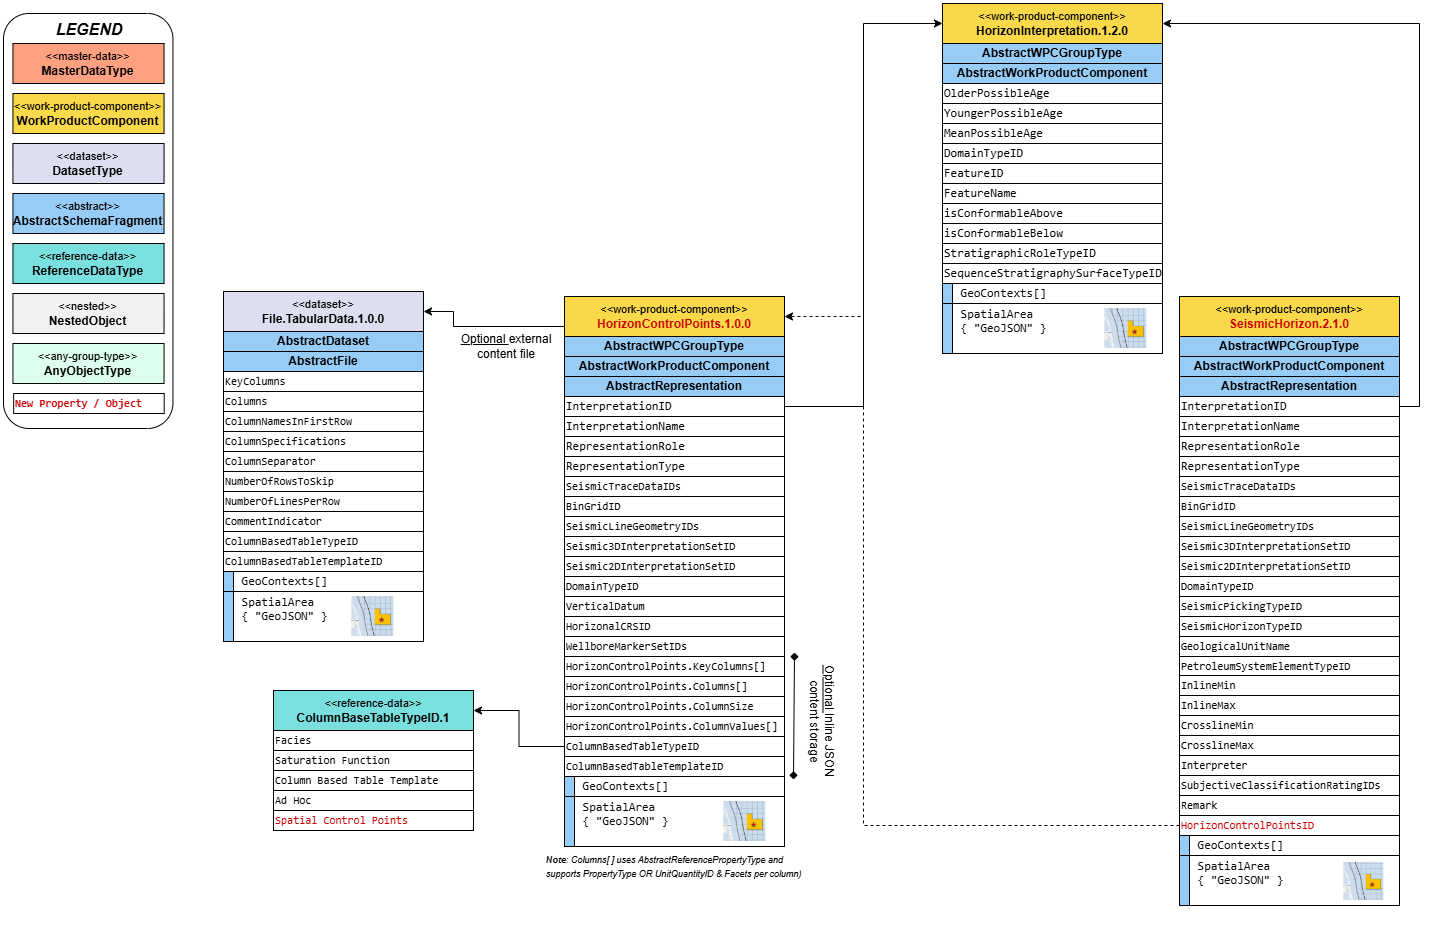 LEGEND
<<master-data>>
MasterDataType
<<work-product-component>>
WorkProductComponent
<<dataset>>
DatasetType
<<abstract>>
AbstractSchemaFragment
<<reference-data>>
ReferenceDataType
<<nested>>
NestedObject
<<any-group-type>>
AnyObjectType
New Property / Object
<<dataset>>
File.TabularData.1.0.0
AbstractDataset
AbstractFile
KeyColumns
Columns
ColumnNamesInFirstRow
ColumnSpecifications
ColumnSeparator
NumberOfRowsToSkip
NumberOfLinesPerRow
CommentIndicator
ColumnBasedTableTypeID
ColumnBasedTableTemplateID
GeoContexts[]
SpatialArea
{ "GeoJSON" }
Optional external
content file
<<reference-data>>
ColumnBaseTableTypeID.1
Facies
Saturation Function
Column Based Table Template
Ad Hoc
Spatial Control Points
<<work-product-component>>
HorizonControlPoints.1.0.0
AbstractWPCGroupType
AbstractWorkProductComponent
AbstractRepresentation
InterpretationID
InterpretationName
RepresentationRole
RepresentationType
SeismicTraceDataIDs
BinGridID
SeismicLineGeometryIDs
Seismic3DInterpretationSetID
Seismic2DInterpretationSetID
DomainTypeID
VerticalDatum
HorizonalCRSID
WellboreMarkerSetIDs
HorizonControlPoints.KeyColumns[]
HorizonControlPoints.Columns[]
HorizonControlPoints.ColumnSize
HorizonControlPoints.ColumnValues[]
ColumnBasedTableTypeID
ColumnBasedTableTemplateID
GeoContexts[]
SpatialArea
{ "GeoJSON" }
Note: Columns[] uses AbstractReferencePropertyType and
supports PropertyType OR UnitQuantityID & Facets per column)
Optional Inline JSON
content storage
<<work-product-component>>
HorizonInterpretation.1.2.0
AbstractWPCGroupType
AbstractWorkProductComponent
OlderPossibleAge
YoungerPossibleAge
MeanPossibleAge
DomainTypeID
FeatureID
FeatureName
isConformableAbove
isConformableBelow
StratigraphicRoleTypeID
SequenceStratigraphySurfaceTypeID
GeoContexts[]
SpatialArea
{ "GeoJSON" }
<<work-product-component>>
SeismicHorizon.2.1.0
AbstractWPCGroupType
AbstractWorkProductComponent
AbstractRepresentation
InterpretationID
InterpretationName
RepresentationRole
RepresentationType
SeismicTraceDataIDs
BinGridID
SeismicLineGeometryIDs
Seismic3DInterpretationSetID
Seismic2DInterpretationSetID
DomainTypeID
SeismicPickingTypeID
SeismicHorizonTypeID
GeologicalUnitName
PetroleumSystemElementTypeID
InlineMin
InlineMax
CrosslineMin
CrosslineMax
Interpreter
SubjectiveClassificationRatingIDs
Remark
HorizonControlPointsID
GeoContexts[]
SpatialArea
{ "GeoJSON" }